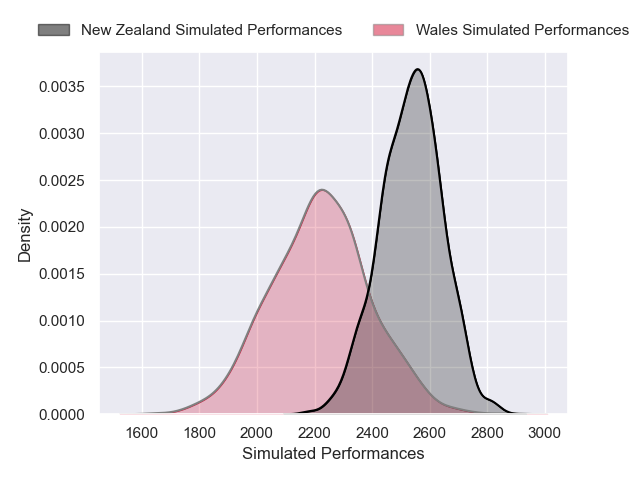 New Zealand Simulated Performances
Wales Simulated Performances
0.0035
0.0030
0.0025
0.0020
0.0015
0.0010
0.0005
0.0000
Density
1600 1800 2000 2200 2400 2600 2800 3000
Simulated Performances